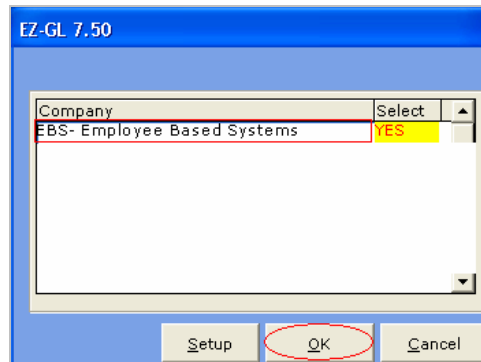 EZ-GL 7.50
Company Select
EBS- Employee Based Systems YES
Setup OK Cancel